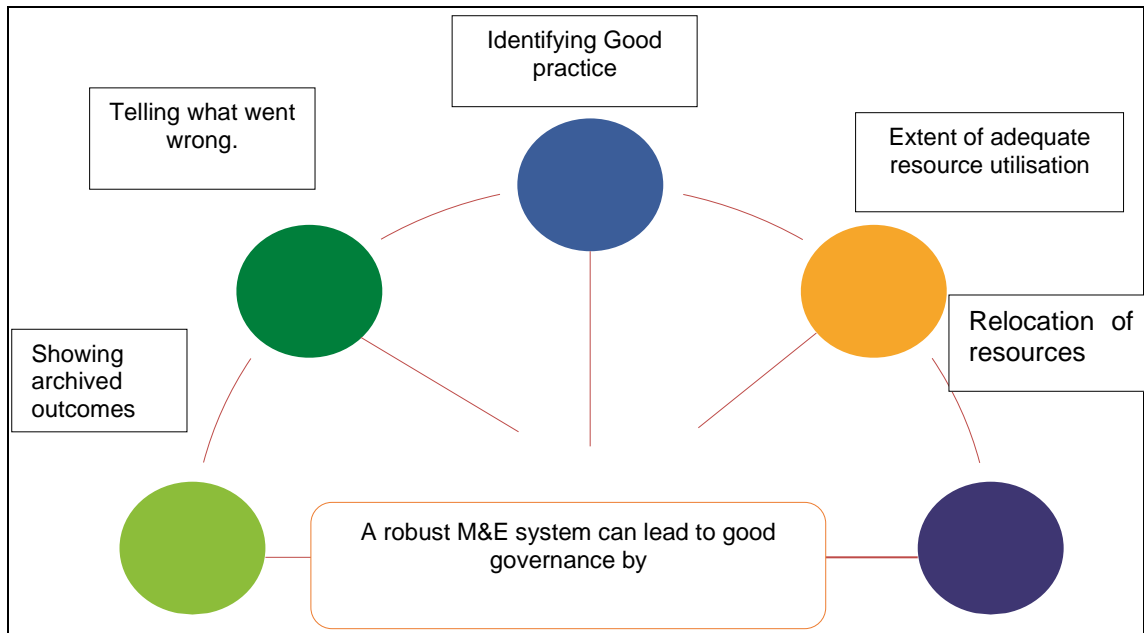 Identifying Good
practice
Telling what went
wrong.
Extent of adequate
resource utilisation
Relocation of
resources
Showing
archived
outcomes
A robust M&E system can lead to good
governance by